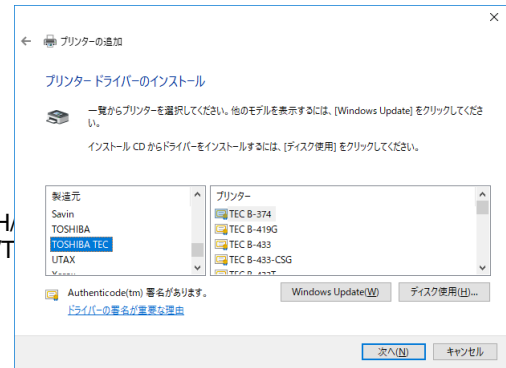 プリンターの追加
プリンター ドライバーのインストール
一覧からプリンターを選択してください。他のモデルを表示するには、[Windows Update] をクリックしてください。
インストール CD からドライバーをインストールするには、[ディスク使用] をクリックしてください。
製造元
Savin
TOSHIBA
TOSHIBA TEC
UTAX
プリンター
TEC B-374
TEC B-419G
TEC B-433
TEC B-433-CSG
H/
/T
Authenticode(tm) 署名があります。
ドライバーの署名が重要な理由
Windows Update(W)
ディスク使用(H)...
次へ(N)
キャンセル